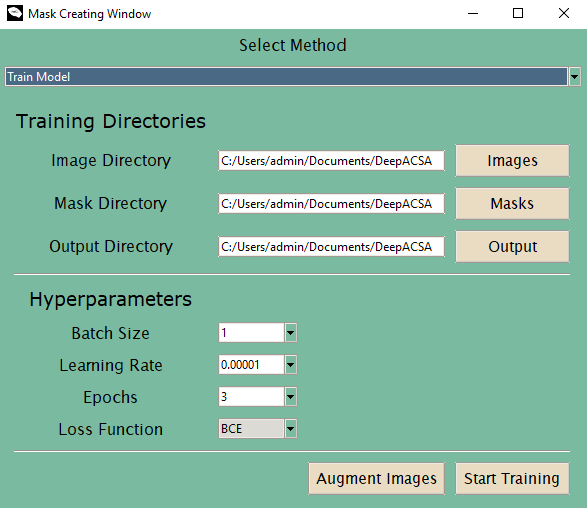 Mask Creating Window
Select Method
Train Model
Training Directories
Image Directory C:/Users/admin/Documents/DeepACSA Images
Mask Directory C:/Users/admin/Documents/DeepACSA Masks
Output Directory C:/Users/admin/Documents/DeepACSA Output
Hyperparameters
Batch Size 1
Learning Rate 0.00001
Epochs 3
Loss Function BCE
Augment Images Start Training